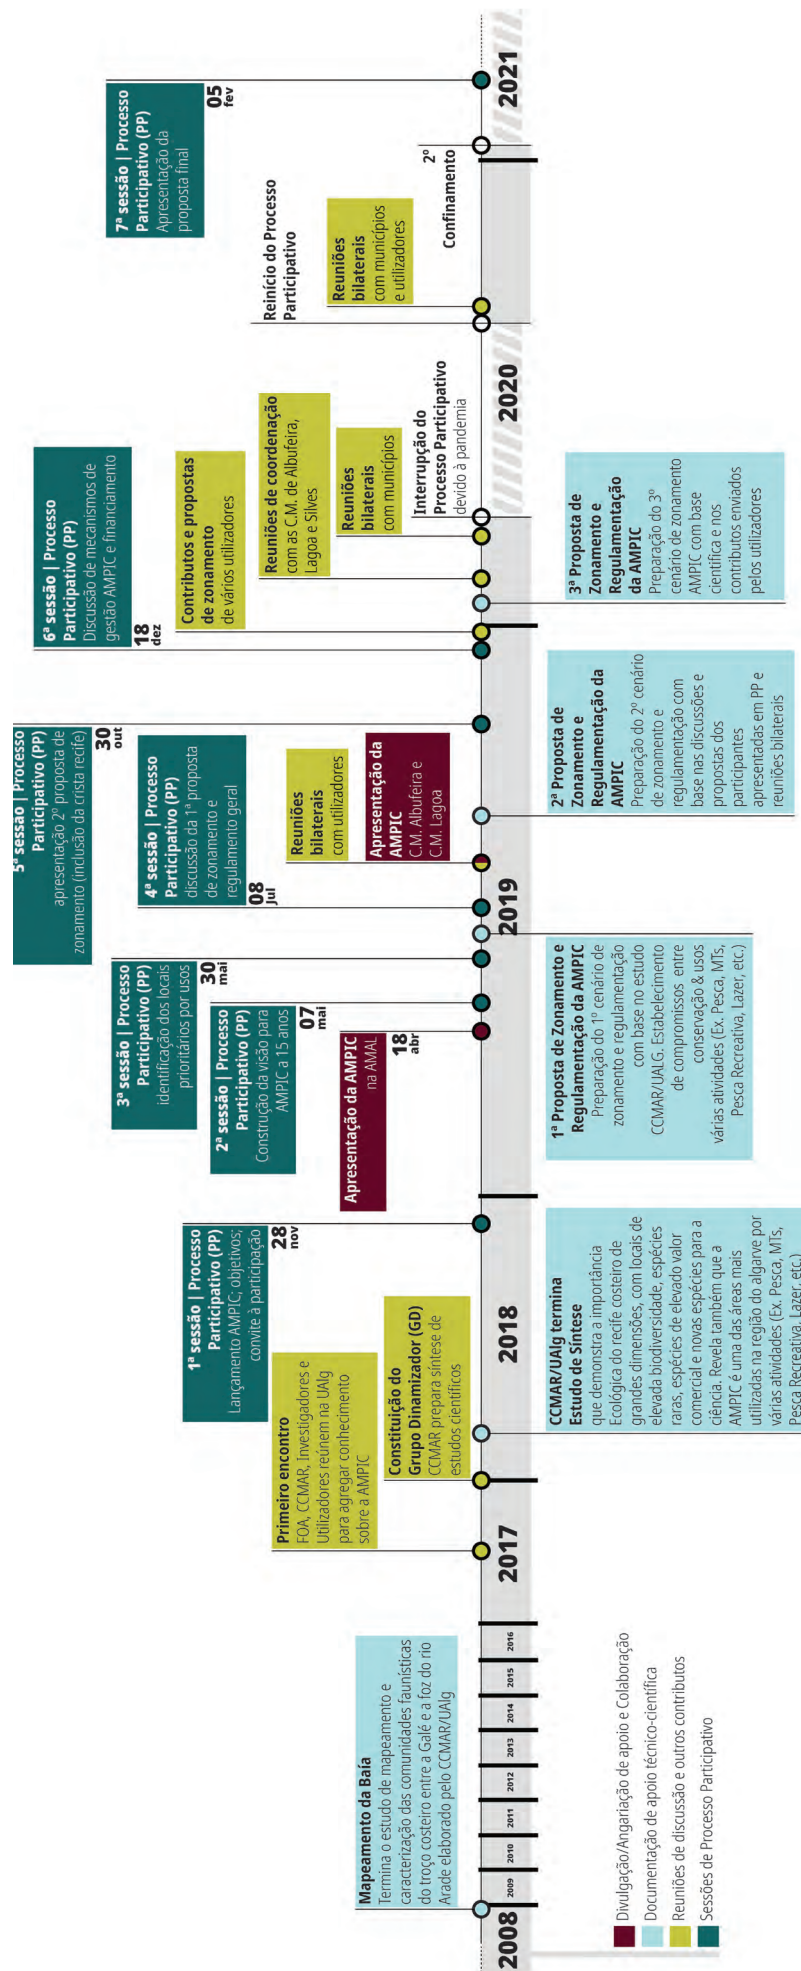 Mapeamento da Baía
Termina o estudo de mapeamento e
caracterização das comunidades faunísticas
do troço costeiro entre a Galé e a foz do rio
Arade elaborado pelo CCMAR/UAlg
Primeiro encontro
FOA, CCMAR, Investigadores e
Utilizadores reúnem na UAlg
para agregar conhecimento
sobre a AMPIC
Constituição do
Grupo Dinamizador (GD)
CCMAR prepara síntese de
estudos científicos
1ª sessão | Processo
Participativo (PP)
Lançamento AMPIC; objetivos;
convite à participação
28
nov
Apresentação da AMPIC
na AMAL
18
abr
2ª sessão | Processo
Participativo (PP)
Construção da visão para
AMPIC a 15 anos
07
mai
3ª sessão | Processo
Participativo (PP)
identificação dos locais
prioritários por usos
30
mai
4ª sessão | Processo
Participativo (PP)
discussão da 1ª proposta
de zonamento e
regulamento geral
08
Jul
Reuniões
bilaterais
com utilizadores
Apresentação da
AMPIC
C.M. Albufeira e
C.M. Lagoa
5ª sessão | Processo
Participativo (PP)
apresentação 2º proposta de
zonamento (inclusão da crista recife)
30
out
6ª sessão | Processo
Participativo (PP)
Discussão de mecanismos de
gestão AMPIC e financiamento
18
dez
Contributos e propostas
de zonamento
de vários utilizadores
Reuniões de coordenação
com as C.M. de Albufeira,
Lagoa e Silves
Reuniões
bilaterais
com municípios
Interrupção do
Processo Participativo
devido à pandemia
Reinício do Processo
Participativo
Reuniões
bilaterais
com municípios
e utilizadores
2º
Confinamento
7ª sessão | Processo
Participativo (PP)
Apresentação da
proposta final
05
fev
2008
2009
2010
2011
2012
2013
2014
2015
2016
2017
2018
2019
2020
2021
CCMAR/UAlg termina
Estudo de Síntese
que demonstra a importância
Ecológica do recife costeiro de
grandes dimensões, com locais de
elevada biodiversidade, espécies
raras, espécies de elevado valor
comercial e novas espécies para a
ciência. Revela também que a
AMPIC é uma das áreas mais
utilizadas na região do algarve por
várias atividades (Ex. Pesca, MTs,
Pesca Recreativa, Lazer, etc.)
1ª Proposta de Zonamento e
Regulamentação da AMPIC
Preparação do 1º cenário de
zonamento e regulamentação
com base no estudo
CCMAR/UALG. Estabelecimento
de compromissos entre
conservação & usos
várias atividades (Ex. Pesca, MTs,
Pesca Recreativa, Lazer, etc.)
2ª Proposta de
Zonamento e
Regulamentação da
AMPIC
Preparação do 2º cenário
de zonamento e
regulamentação com
base nas discussões e
propostas dos
participantes
apresentadas em PP e
reuniões bilaterais
3ª Proposta de
Zonamento e
Regulamentação
da AMPIC
Preparação do 3º
cenário de zonamento
AMPIC com base
científica e nos
contributos enviados
pelos utilizadores
Divulgação/Angariação de apoio e Colaboração
Documentação de apoio técnico-científica
Reuniões de discussão e outros contributos
Sessões de Processo Participativo